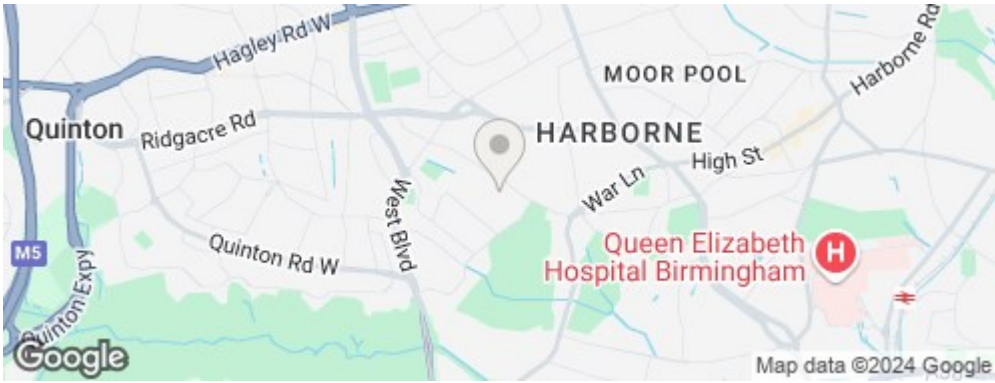 Harborne Rd
Hagley Rd W
MOOR POOL
Quinton
Ridgacre Rd
HARBORNE
High St
War Ln
West Blvd
M5
Quinton Rd W
Queen Elizabeth
Hospital Birmingham
H
Quinton Expy
Google
Map data ©2024 Google